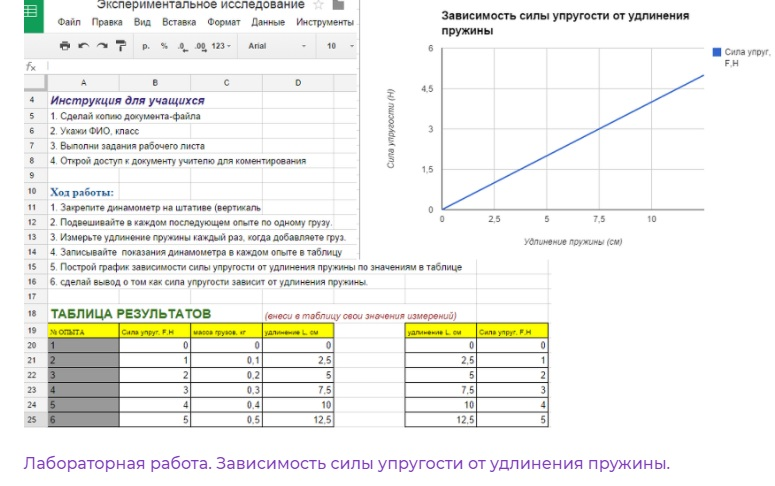 Экспериментальное исследование
Файл Правка Вид Вставка Формат Данные Инструменты
р. % .0 .00 123 Arial 10
fx
A B C D
4 Инструкция для учащихся
5 1. Сделай копию документа-файла
6 2. Укажи ФИО, класс
7 3. Выполни задания рабочего листа
8 4. Открой доступ к документу учителю для коментирования
9
10 Ход работы:
11 1. Закрепите динамометр на штативе (вертикаль
12 2. Подвешивайте в каждом последующем опыте по одному грузу.
13 3. Измерьте удлинение пружины каждый раз, когда добавляете груз.
14 4. Записывайте показания динамометра в каждом опыте в таблицу
15 5. Построй график зависимости силы упругости от удлинения пружины по значениям в таблице
16 6. сделай вывод о том как сила упругости зависит от удлинения пружины.
17
18 ТАБЛИЦА РЕЗУЛЬТАТОВ (внеси в таблицу свои значения измерений)
19 № ОПЫТА Сила упруг, F,Н масса грузов, кг удлинение L, см удлинение L, см Сила упруг, F,Н
20 1 0 0 0 0 0
21 2 1 0,1 2,5 2,5 1
22 3 2 0,2 5 5 2
23 4 3 0,3 7,5 7,5 3
24 5 4 0,4 10 10 4
25 6 5 0,5 12,5 12,5 5
Зависимость силы упругости от удлинения
пружины
Сила упругости (Н)
6
4,5
3
1,5
0
0 2,5 5 7,5 10
Удлинение пружины (см)
Сила упруг,
F,Н
Лабораторная работа. Зависимость силы упругости от удлинения пружины.